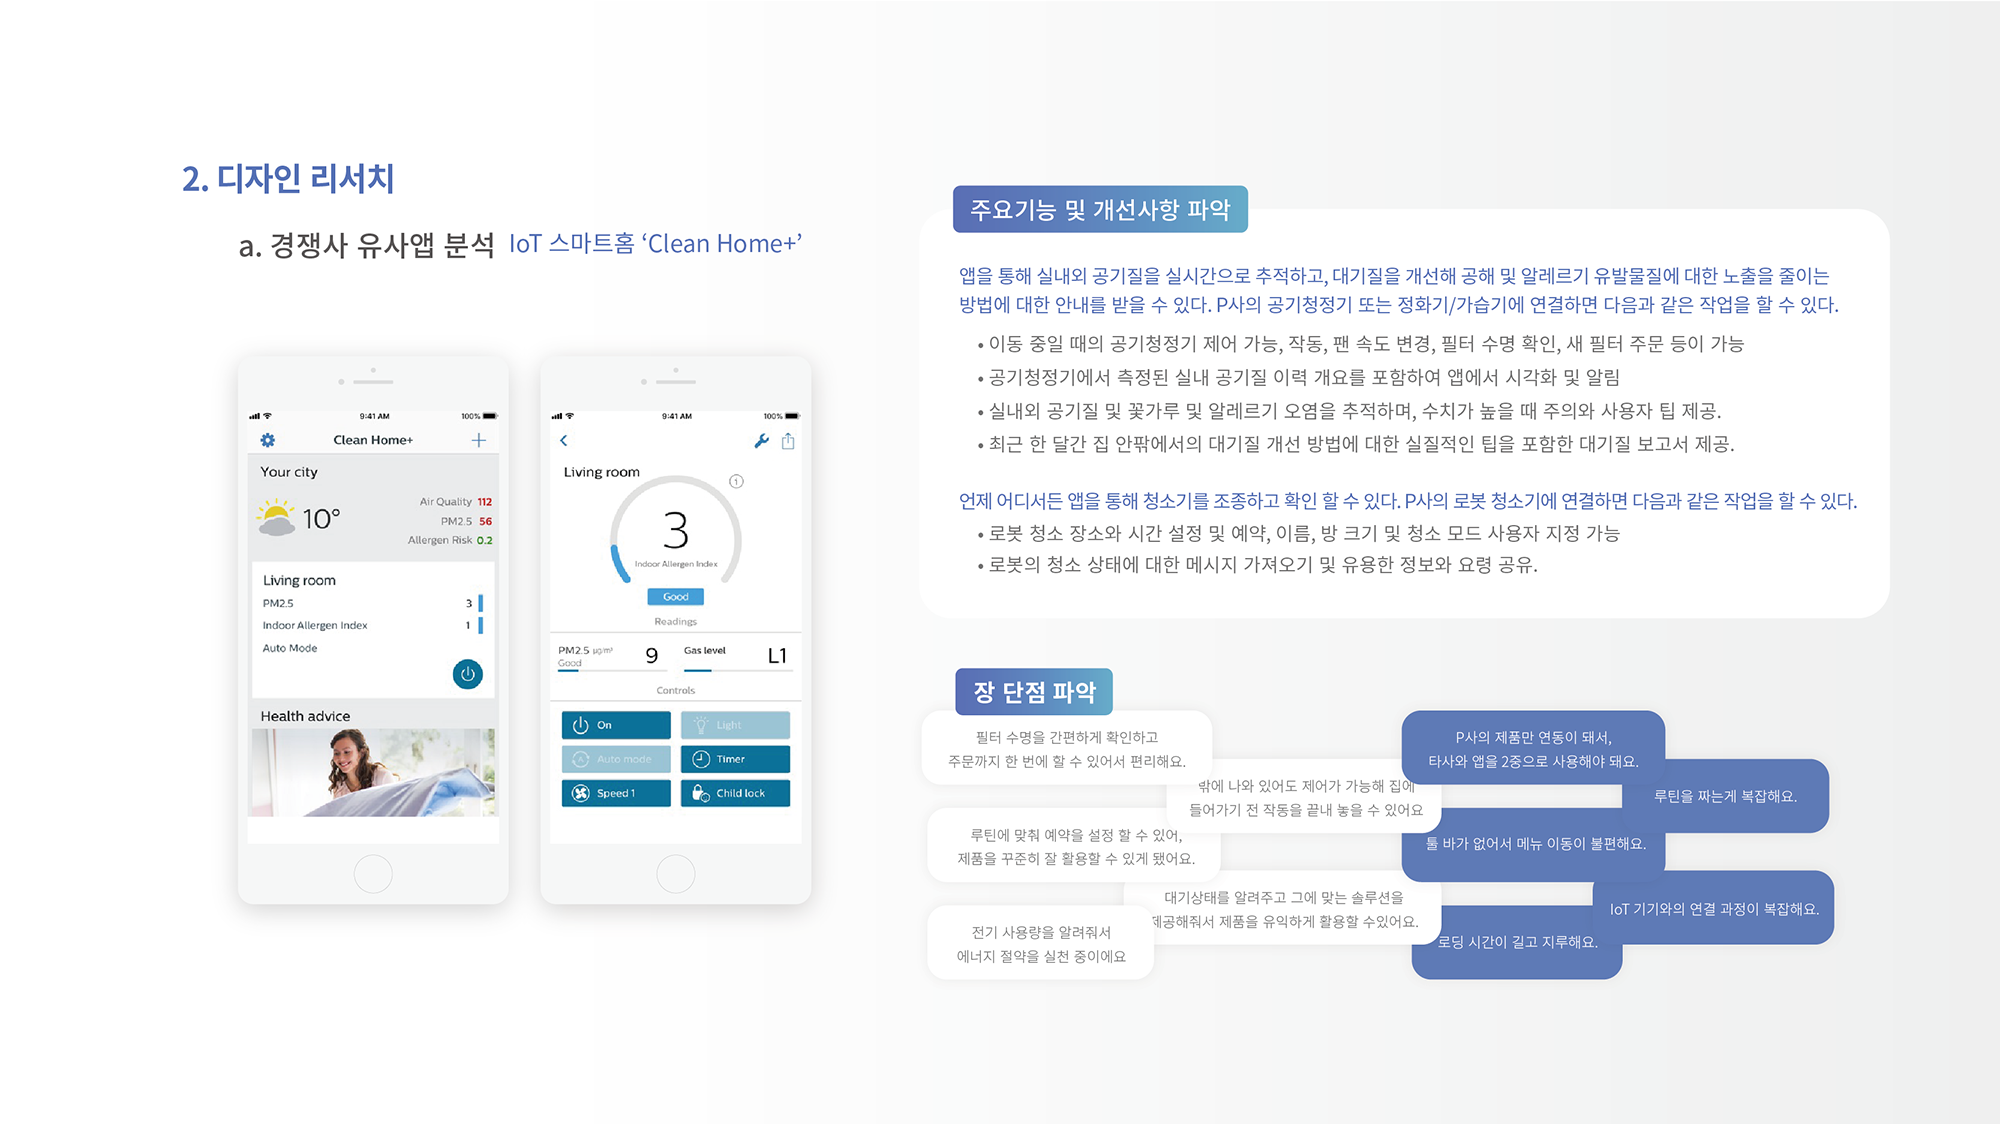 2. 디자인 리서치
a. 경쟁사 유사앱 분석 IoT 스마트홈 ‘Clean Home+’
9:41 AM
100%
Clean Home+
Your city
10°
Air Quality 112
PM2.5 56
Allergen Risk 0.2
Living room
PM2.5 3
Indoor Allergen Index 1
Auto Mode
Health advice
9:41 AM
100%
Living room
3
Indoor Allergen Index
Good
Readings
PM2.5 µg/m³
Good
9
Gas level
L1
Controls
On
Light
Auto mode
Timer
Speed 1
Child lock
주요기능 및 개선사항 파악
앱을 통해 실내외 공기질을 실시간으로 추적하고, 대기질을 개선해 공해 및 알레르기 유발물질에 대한 노출을 줄이는
방법에 대한 안내를 받을 수 있다. P사의 공기청정기 또는 정화기/가습기에 연결하면 다음과 같은 작업을 할 수 있다.
• 이동 중일 때의 공기청정기 제어 가능, 작동, 팬 속도 변경, 필터 수명 확인, 새 필터 주문 등이 가능
• 공기청정기에서 측정된 실내 공기질 이력 개요를 포함하여 앱에서 시각화 및 알림
• 실내외 공기질 및 꽃가루 및 알레르기 오염을 추적하며, 수치가 높을 때 주의와 사용자 팁 제공.
• 최근 한 달간 집 안팎에서의 대기질 개선 방법에 대한 실질적인 팁을 포함한 대기질 보고서 제공.
언제 어디서든 앱을 통해 청소기를 조종하고 확인 할 수 있다. P사의 로봇 청소기에 연결하면 다음과 같은 작업을 할 수 있다.
• 로봇 청소 장소와 시간 설정 및 예약, 이름, 방 크기 및 청소 모드 사용자 지정 가능
• 로봇의 청소 상태에 대한 메시지 가져오기 및 유용한 정보와 요령 공유.
장 단점 파악
필터 수명을 간편하게 확인하고
주문까지 한 번에 할 수 있어서 편리해요.
밖에 나와 있어도 제어가 가능해 집에
들어가기 전 작동을 끝내 놓을 수 있어요
루틴에 맞춰 예약을 설정 할 수 있어,
제품을 꾸준히 잘 활용할 수 있게 됐어요.
대기상태를 알려주고 그에 맞는 솔루션을
제공해줘서 제품을 유익하게 활용할 수있어요.
전기 사용량을 알려줘서
에너지 절약을 실천 중이에요
P사의 제품만 연동이 돼서,
타사와 앱을 2중으로 사용해야 돼요.
루틴을 짜는게 복잡해요.
툴 바가 없어서 메뉴 이동이 불편해요.
IoT 기기와의 연결 과정이 복잡해요.
로딩 시간이 길고 지루해요.